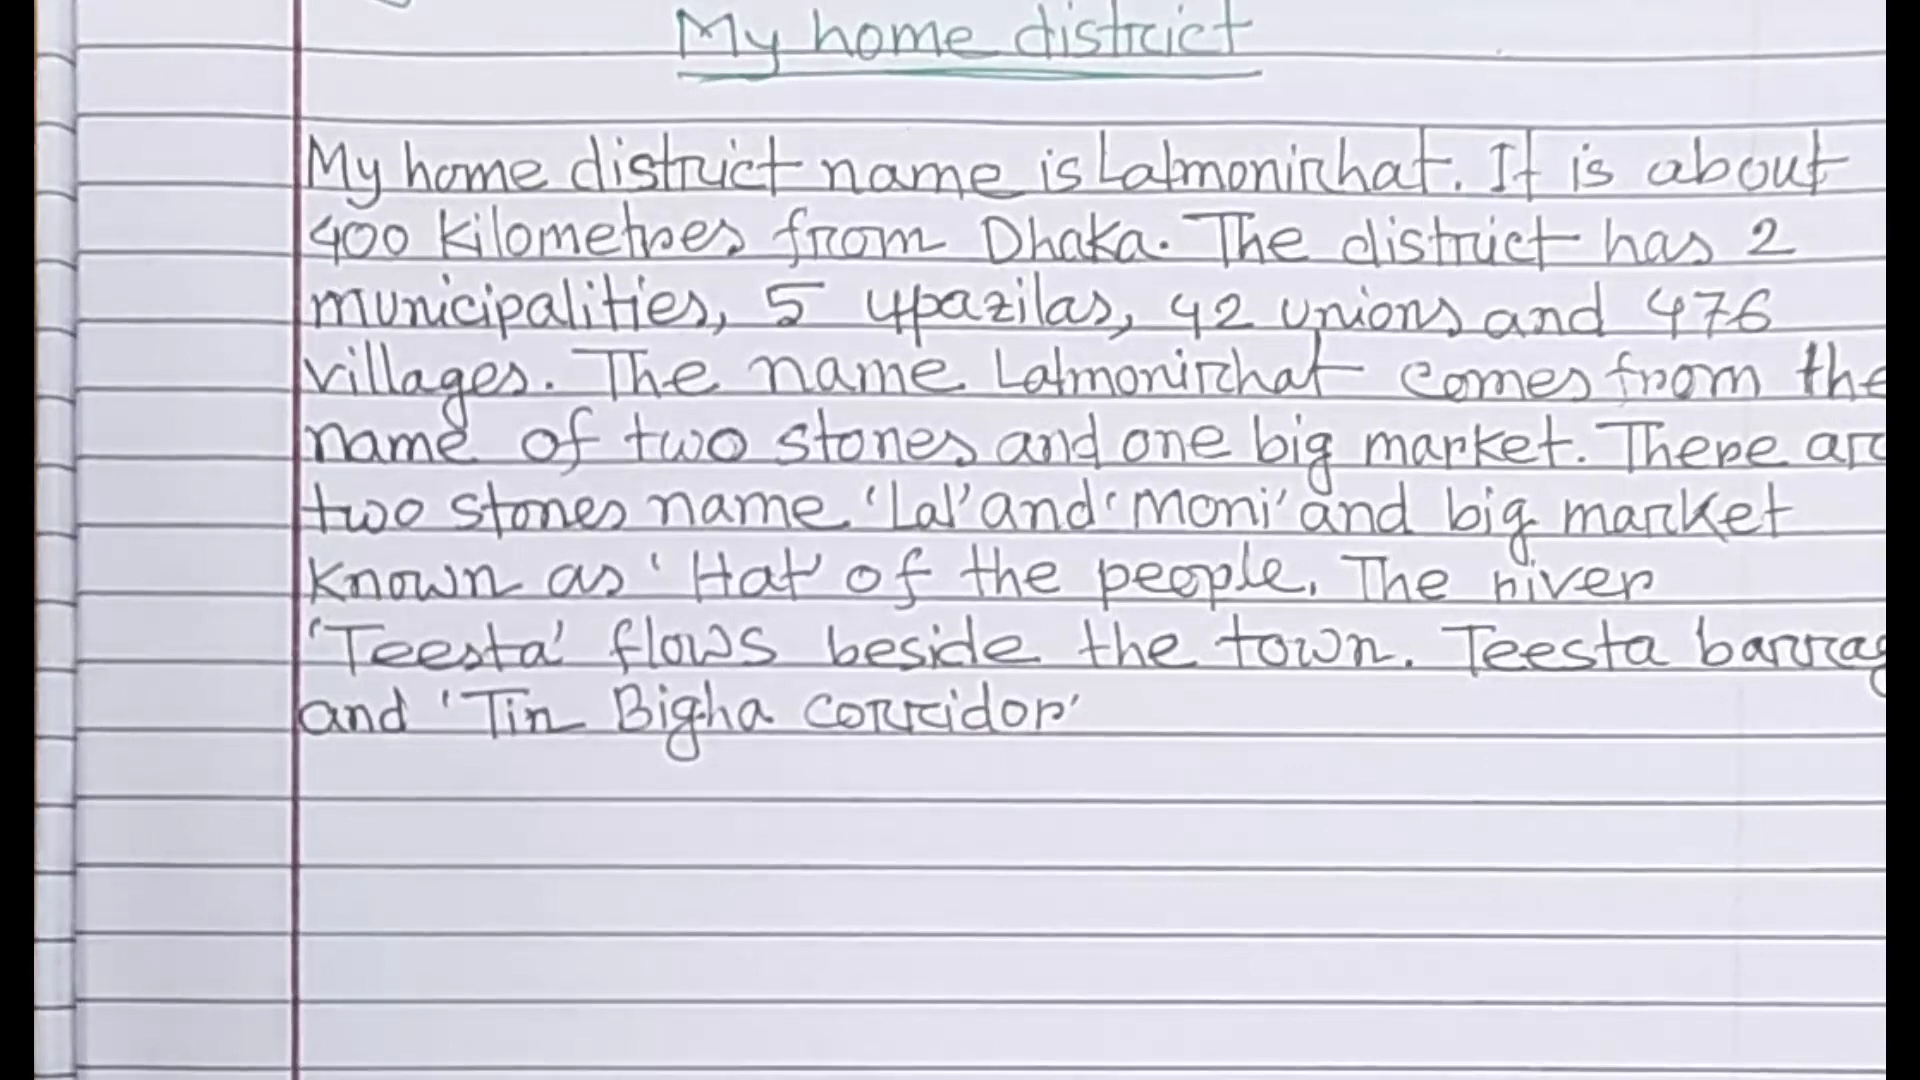 My home district
My home district name is Lalmonirhat. It is about
400 kilometres from Dhaka. The district has 2
municipalities, 5 upazilas, 42 unions and 476
villages. The name Lalmonirhat comes from the
name of two stones and one big market. There are
two stones name 'Lal' and 'Moni' and big market
known as 'Hat' of the people. The river
'Teesta' flows beside the town. Teesta barrag
and 'Tin Bigha corridor'